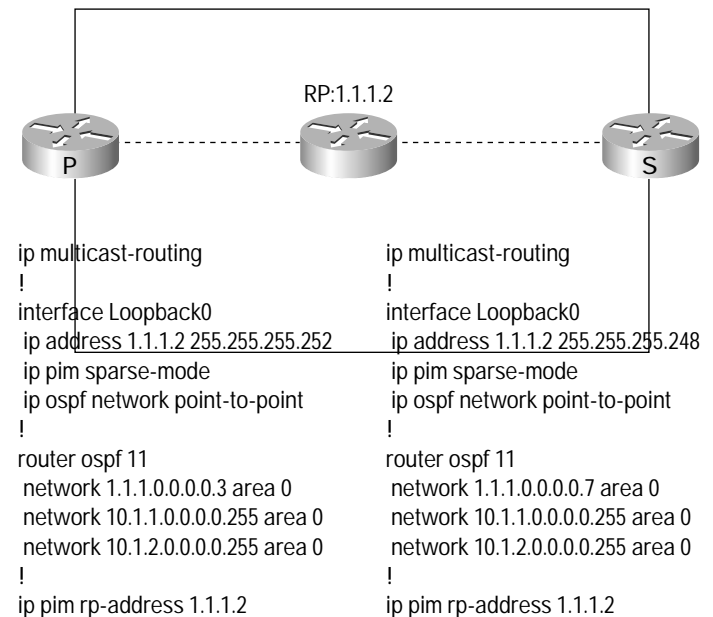 RP:1.1.1.2
P
S
ip multicast-routing
!
interface Loopback0
ip address 1.1.1.2 255.255.255.252
ip pim sparse-mode
ip ospf network point-to-point
!
router ospf 11
network 1.1.1.0.0.0.0.3 area 0
network 10.1.1.0.0.0.0.255 area 0
network 10.1.2.0.0.0.0.255 area 0
!
ip pim rp-address 1.1.1.2
ip multicast-routing
!
interface Loopback0
ip address 1.1.1.2 255.255.255.248
ip pim sparse-mode
ip ospf network point-to-point
!
router ospf 11
network 1.1.1.0.0.0.0.7 area 0
network 10.1.1.0.0.0.0.255 area 0
network 10.1.2.0.0.0.0.255 area 0
!
ip pim rp-address 1.1.1.2